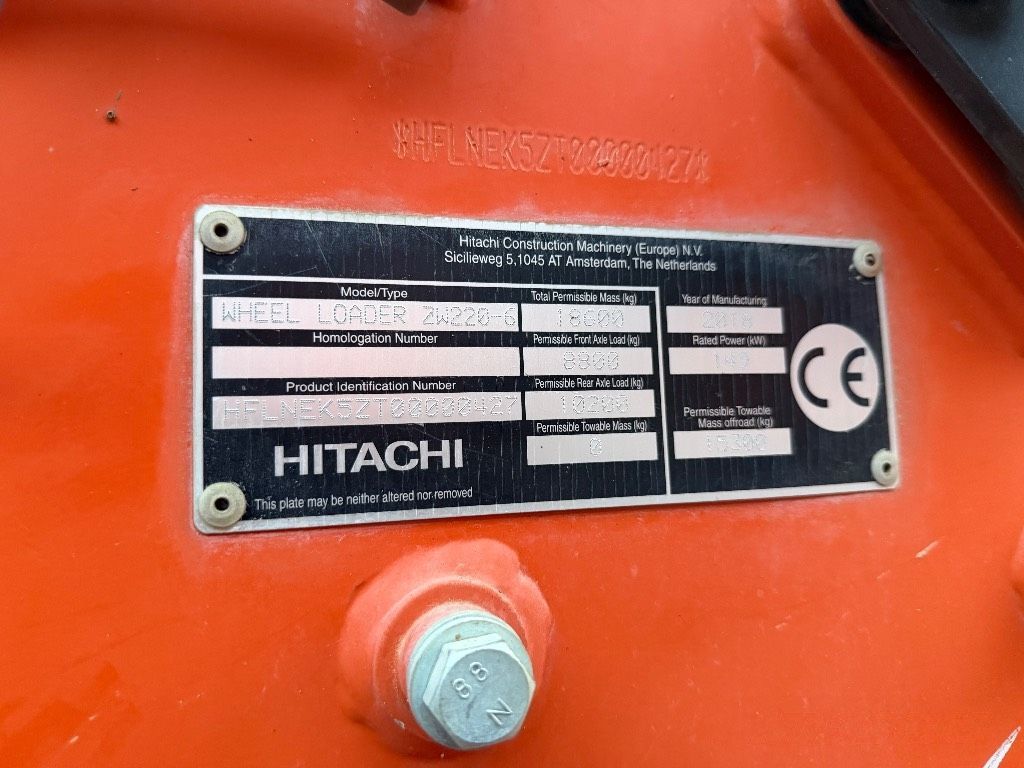 *HFLNEK5ZT00000427*
Hitachi Construction Machinery (Europe) N.V.
Sicilieweg 5,1045 AT Amsterdam, The Netherlands
Model/Type
WHEEL LOADER ZW220-6
Homologation Number
Product Identification Number
HFLNEK5ZT00000427
HITACHI
This plate may be neither altered nor removed
Total Permissible Mass (kg)
18600
Permissible Front Axle Load (kg)
8800
Permissible Rear Axle Load (kg)
10200
Permissible Towable Mass (kg)
0
Year of Manufacturing
2018
Rated Power (kW)
Permissible Towable
Mass offroad (kg)
CE
88
N